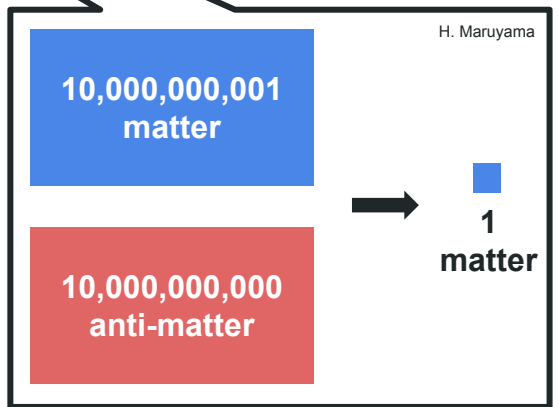 H. Maruyama
10,000,000,001
matter
1
matter
10,000,000,000
anti-matter